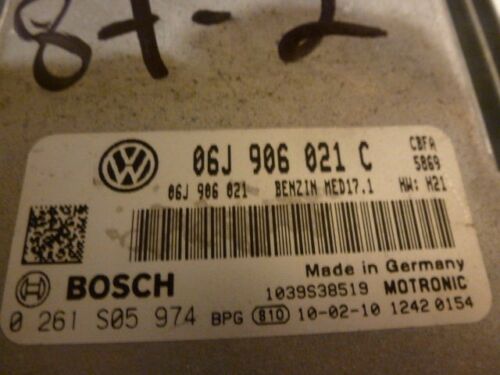 87-2
06J 906 021 C
CBFA
5869
06J 906 021 BENZIN MED17.1
HW: H21
Made in Germany
BOSCH
1039S38519 MOTRONIC
0 261 S05 974 BPG 810 10-02-10 1242 0154